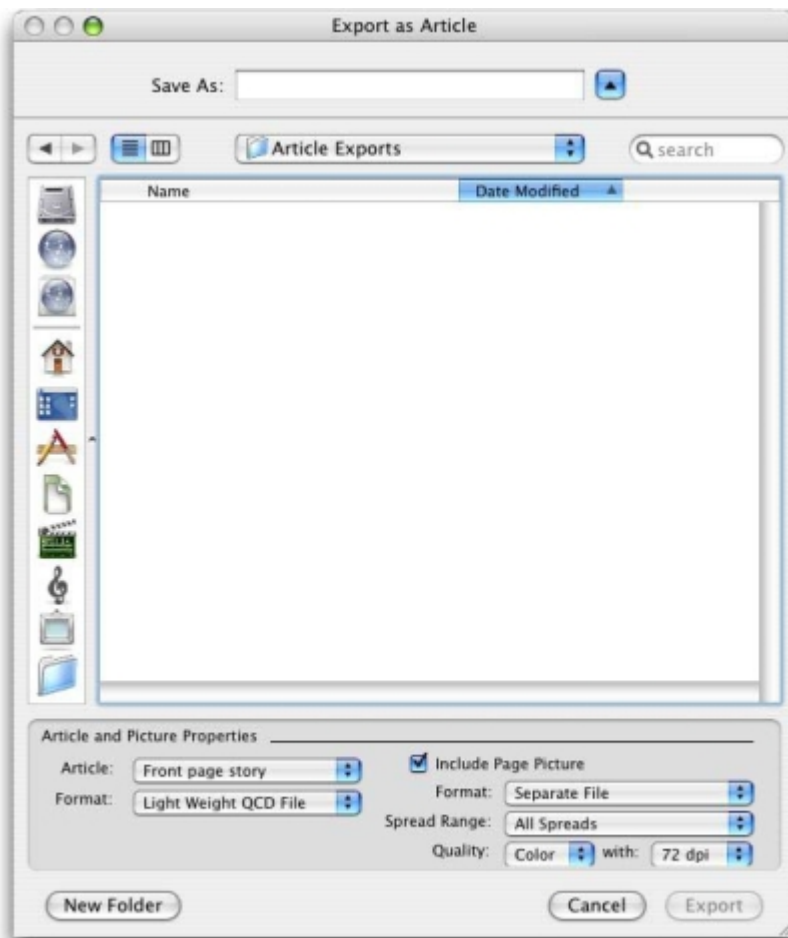 Export as Article
Save As:
Article Exports
search
Name Date Modified
Article and Picture Properties
Article: Front page story
Format: Light Weight QCD File
Include Page Picture
Format: Separate File
Spread Range: All Spreads
Quality: Color with: 72 dpi
New Folder Cancel Export